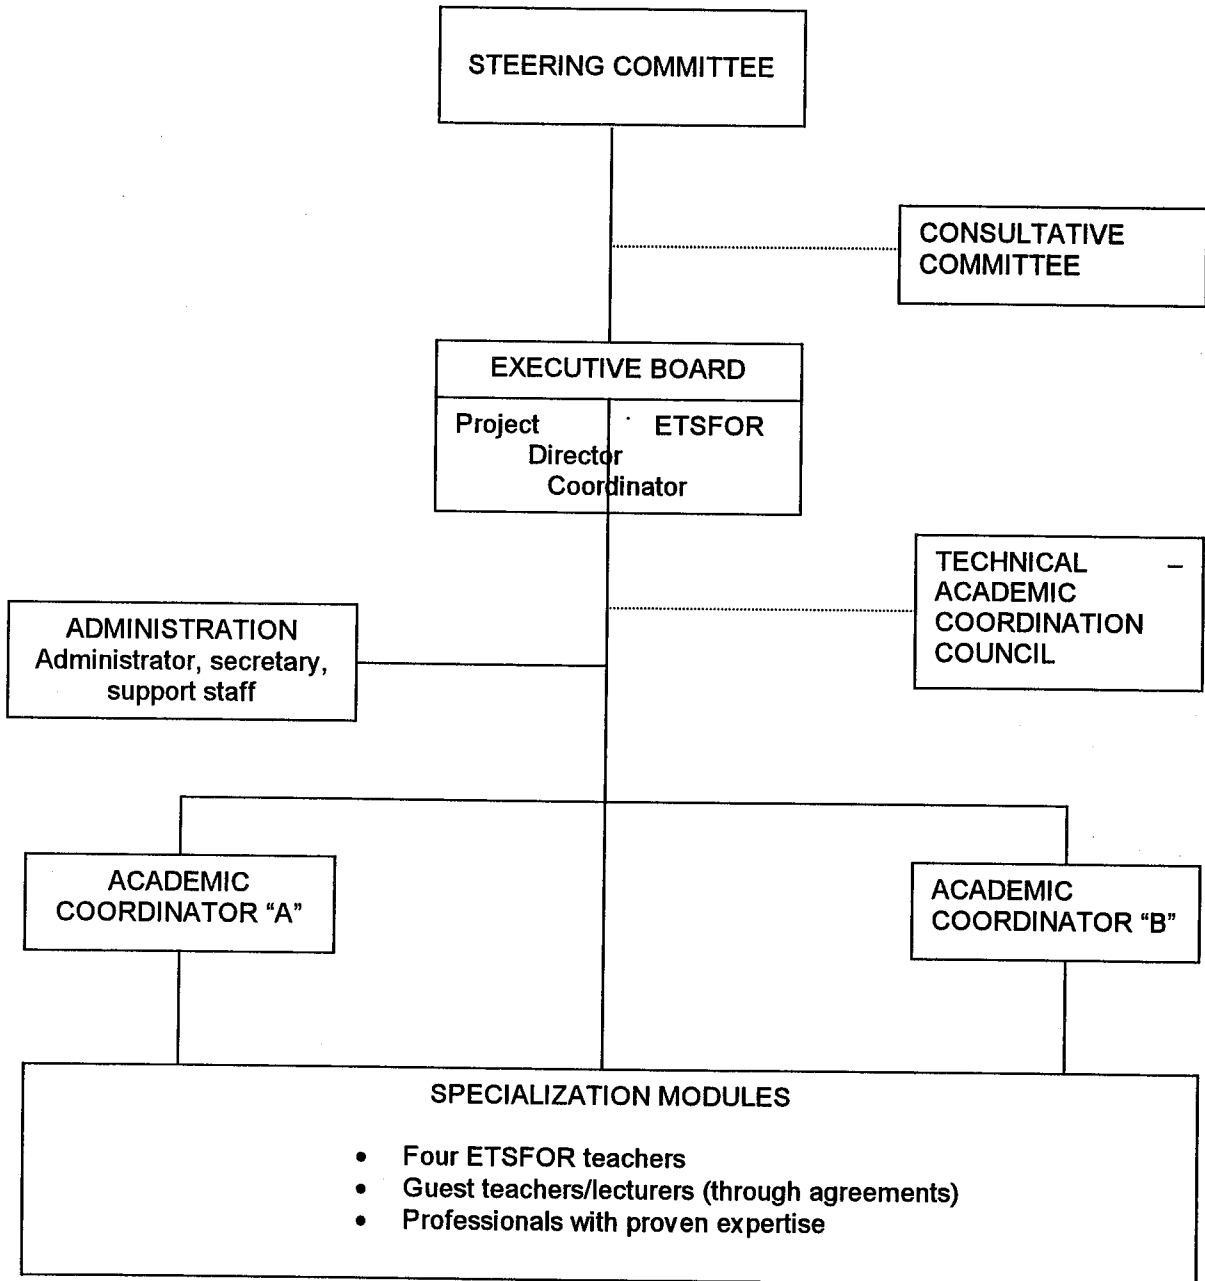 STEERING COMMITTEE
CONSULTATIVE
COMMITTEE
EXECUTIVE BOARD
Project ETSFOR
Director
Coordinator
TECHNICAL –
ACADEMIC
COORDINATION
COUNCIL
ADMINISTRATION
Administrator, secretary,
support staff
ACADEMIC
COORDINATOR “A”
ACADEMIC
COORDINATOR “B”
SPECIALIZATION MODULES
• Four ETSFOR teachers
• Guest teachers/lecturers (through agreements)
• Professionals with proven expertise